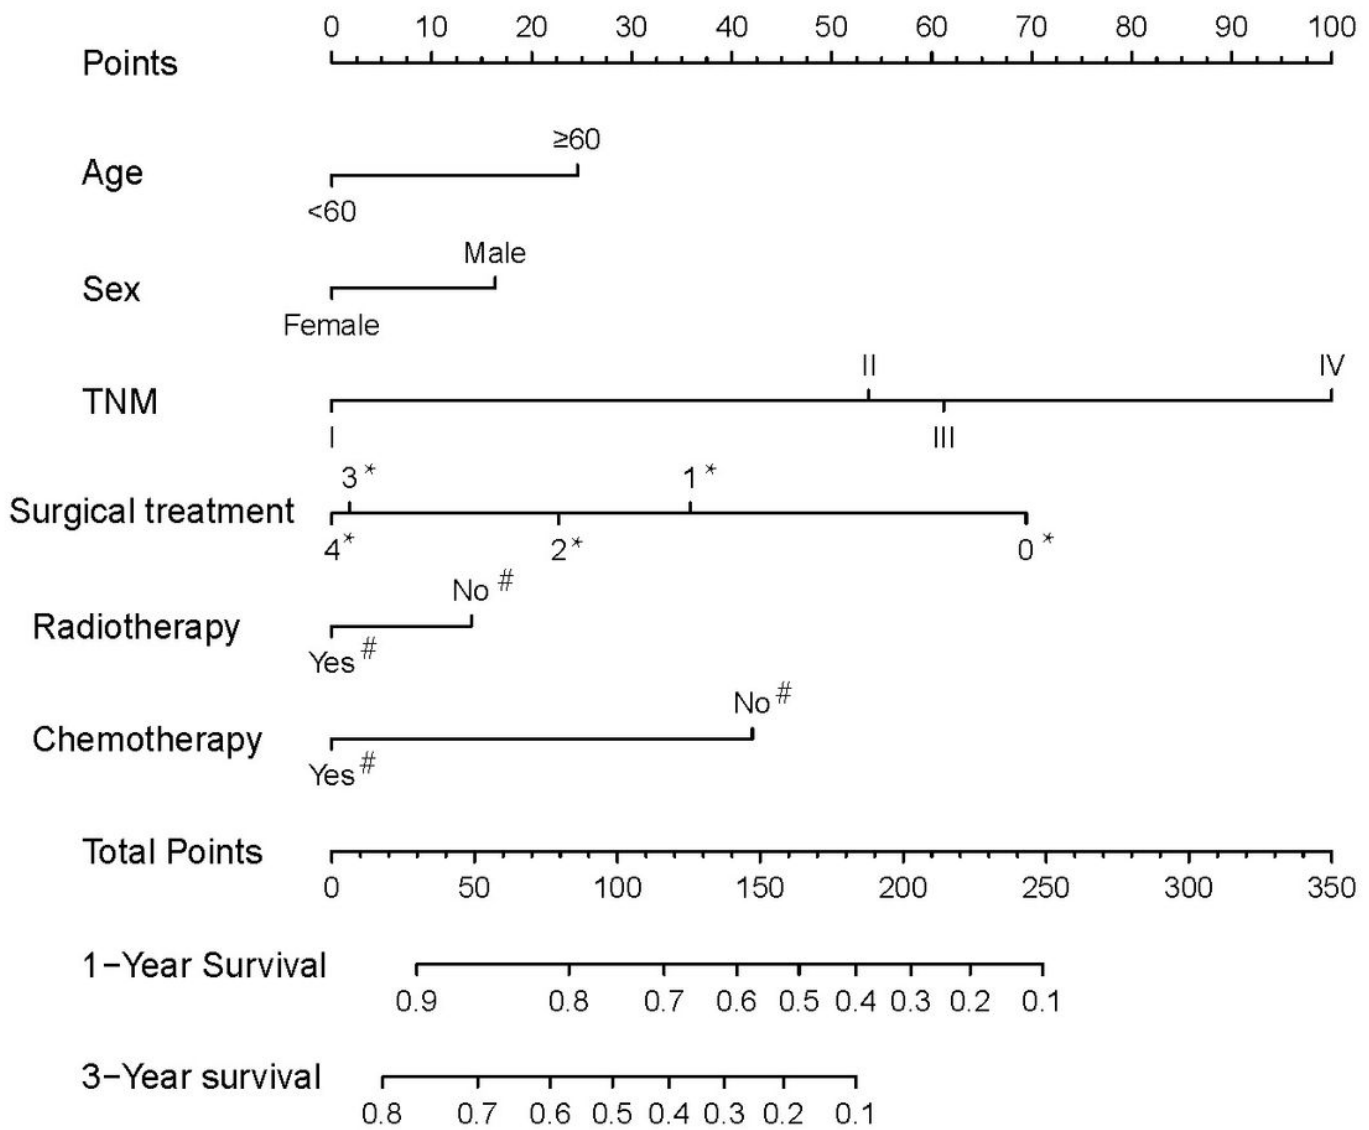 0 10 20 30 40 50 60 70 80 90 100
Points
≥60
Age
<60
Male
Sex
Female
II IV
TNM
I III
3* 1*
Surgical treatment
4* 2* 0*
No#
Radiotherapy
Yes#
No#
Chemotherapy
Yes#
Total Points
0 50 100 150 200 250 300 350
1−Year Survival
0.9 0.8 0.7 0.6 0.5 0.4 0.3 0.2 0.1
3−Year survival
0.8 0.7 0.6 0.5 0.4 0.3 0.2 0.1